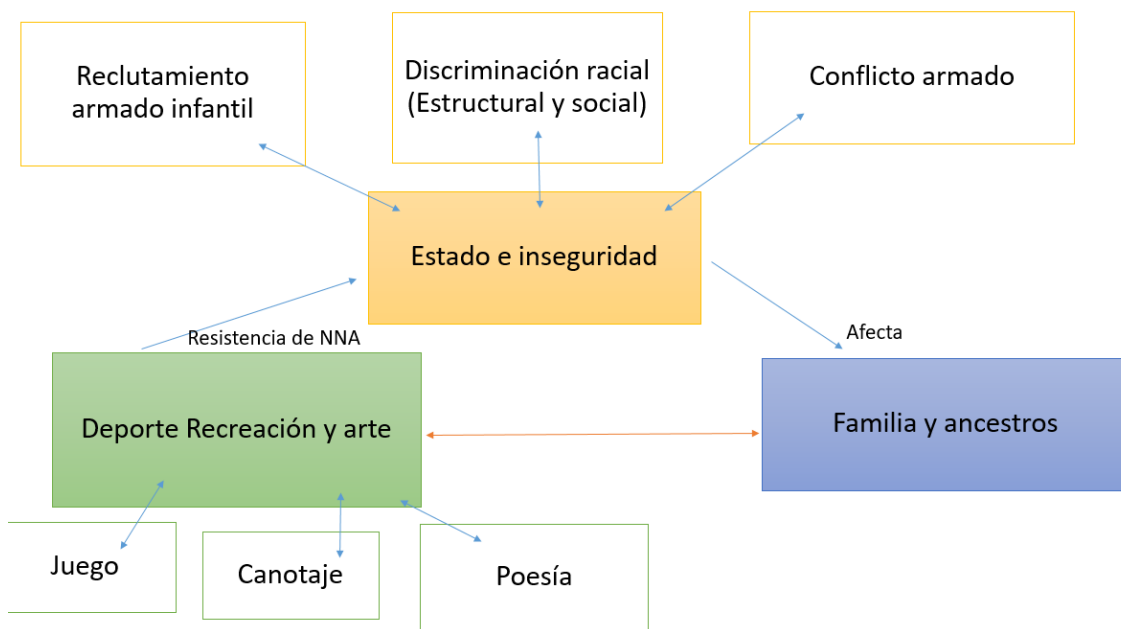 Reclutamiento
armado infantil
Discriminación racial
(Estructural y social)
Conflicto armado
Estado e inseguridad
Resistencia de NNA
Afecta
Deporte Recreación y arte
Familia y ancestros
Juego
Canotaje
Poesía